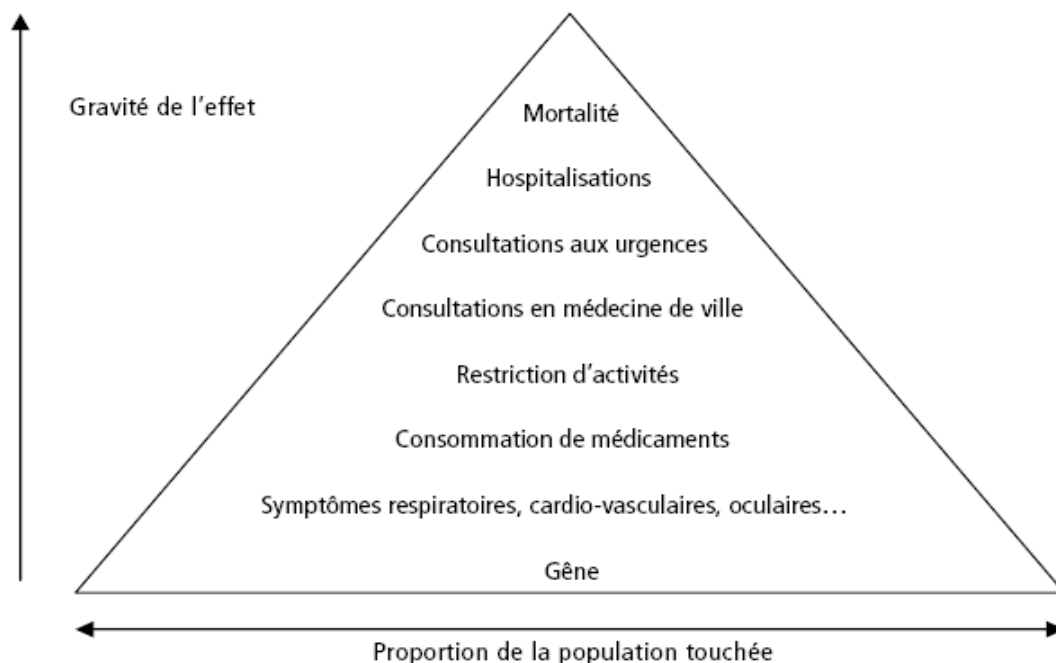 Gravité de l'effet
Mortalité
Hospitalisations
Consultations aux urgences
Consultations en médecine de ville
Restriction d'activités
Consommation de médicaments
Symptômes respiratoires, cardio-vasculaires, oculaires…
Gêne
Proportion de la population touchée